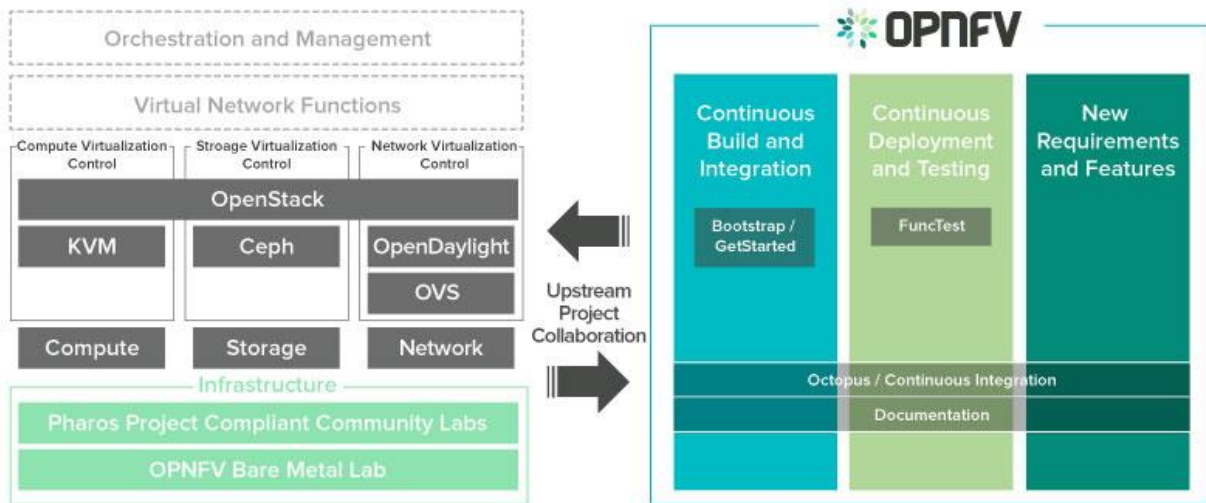 Orchestration and Management
Virtual Network Functions
Compute Virtualization
Control
Stroage Virtualization
Control
Network Virtualization
Control
OpenStack
KVM
Ceph
OpenDaylight
OVS
Compute
Storage
Network
Infrastructure
Pharos Project Compliant Community Labs
OPNFV Bare Metal Lab
Upstream
Project
Collaboration
OPNFV
Continuous
Build and
Integration
Bootstrap /
GetStarted
Continuous
Deployment
and Testing
FuncTest
New
Requirements
and Features
Octopus / Continuous Integration
Documentation